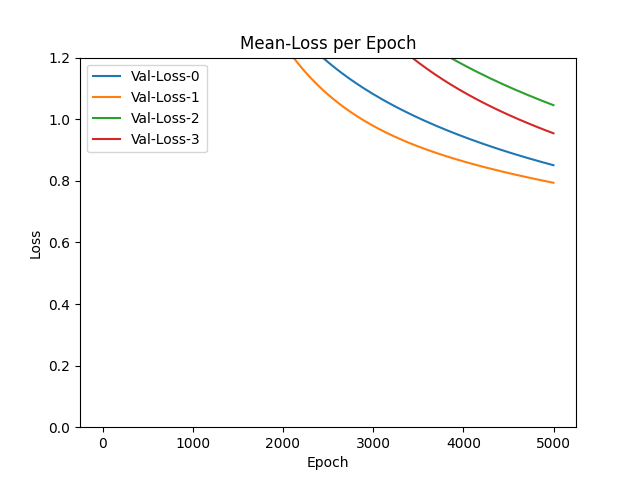 Mean-Loss per Epoch
1.2
1.0
0.8
0.6
0.4
0.2
0.0
Loss
Val-Loss-0
Val-Loss-1
Val-Loss-2
Val-Loss-3
0 1000 2000 3000 4000 5000
Epoch